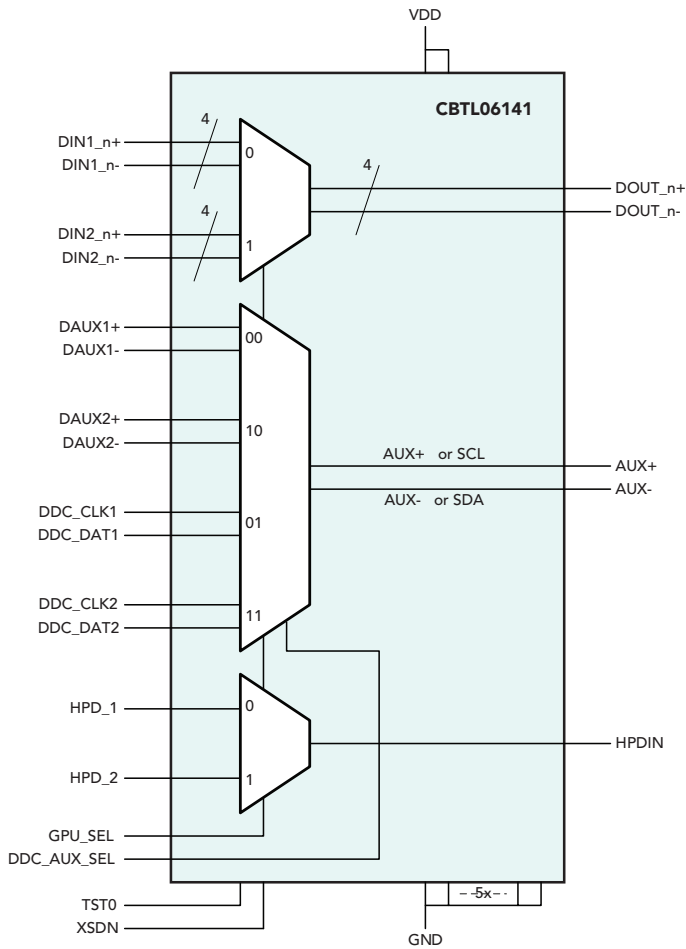 VDD
CBTL06141
4
DIN1_n+
0
DIN1_n-
4
DOUT_n+
DOUT_n-
4
DIN2_n+
1
DIN2_n-
DAUX1+
00
DAUX1-
DAUX2+
10
DAUX2-
AUX+ or SCL
AUX+
AUX- or SDA
AUX-
DDC_CLK1
01
DDC_DAT1
DDC_CLK2
11
DDC_DAT2
HPD_1
0
HPDIN
HPD_2
1
GPU_SEL
DDC_AUX_SEL
TST0
5x
XSDN
GND